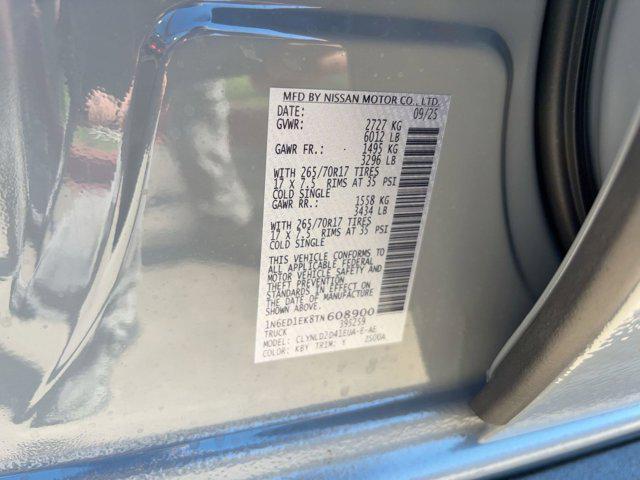 MFD BY NISSAN MOTOR CO., LTD.
DATE: 09/25
GVWR: 2727 KG
6012 LB
GAWR FR.: 1495 KG
3296 LB
WITH 265/70R17 TIRES
17 X 7.5 RIMS AT 35 PSI
COLD SINGLE
GAWR RR.: 1558 KG
3434 LB
WITH 265/70R17 TIRES
17 X 7.5 RIMS AT 35 PSI
COLD SINGLE
THIS VEHICLE CONFORMS TO
ALL APPLICABLE FEDERAL
MOTOR VEHICLE SAFETY AND
THEFT PREVENTION
STANDARDS IN EFFECT ON
THE DATE OF MANUFACTURE
SHOWN ABOVE.
1N6ED1EK8TN608900
TRUCK 395259
MODEL: CLYNLD2D41EUA-E-AE
COLOR: KBY TRIM: Y 2500A